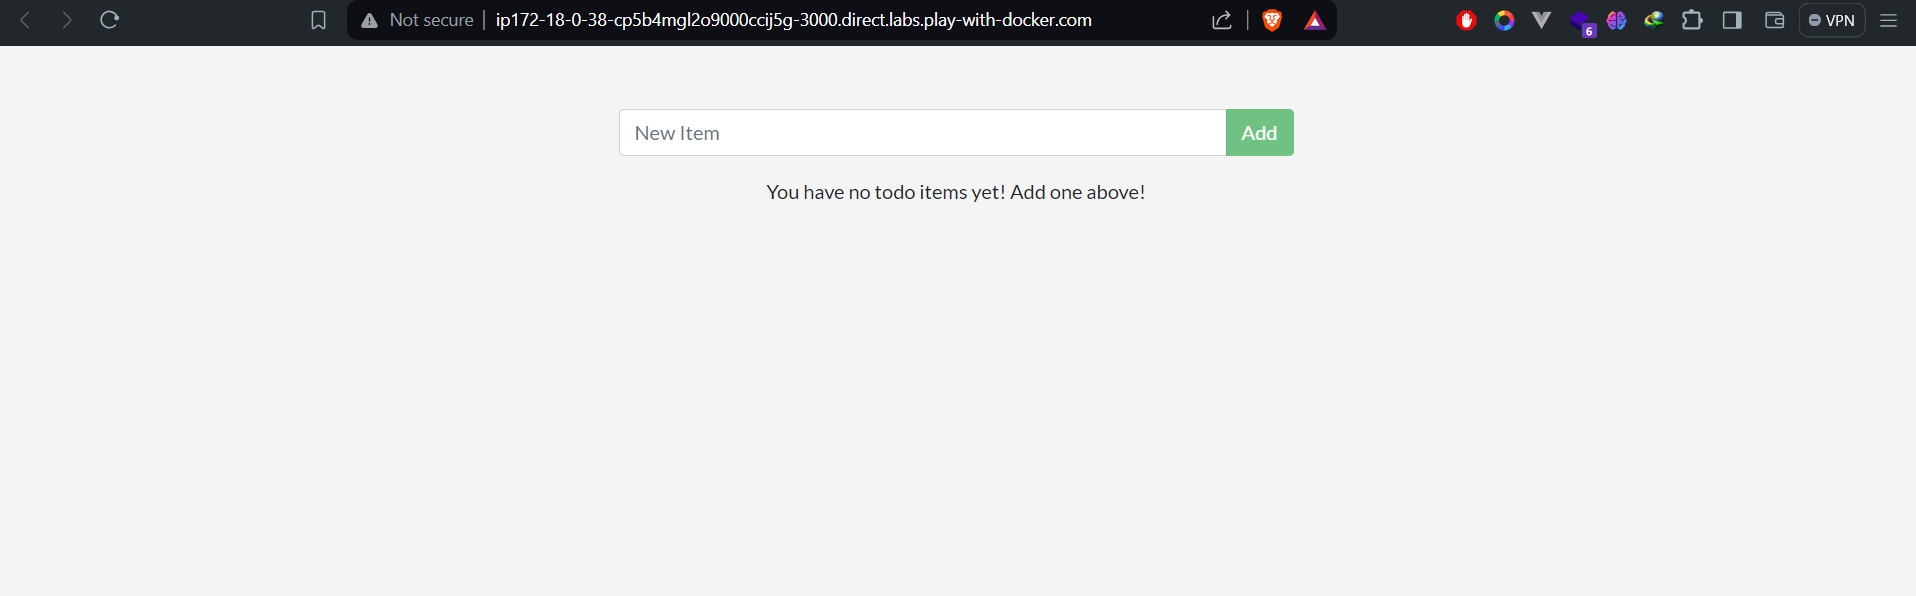 Not secure
ip172-18-0-38-cp5b4mgl2o9000ccij5g-3000.direct.labs.play-with-docker.com
6
VPN
New Item
Add
You have no todo items yet! Add one above!